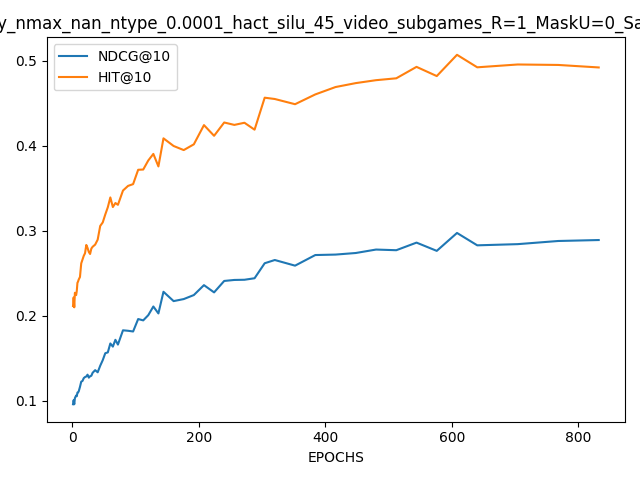 y_nmax_nan_ntype_0.0001_hact_silu_45_video_subgames_R=1_MaskU=0_Sa
NDCG@10
HIT@10
0.5
0.4
0.3
0.2
0.1
0 200 400 600 800
EPOCHS